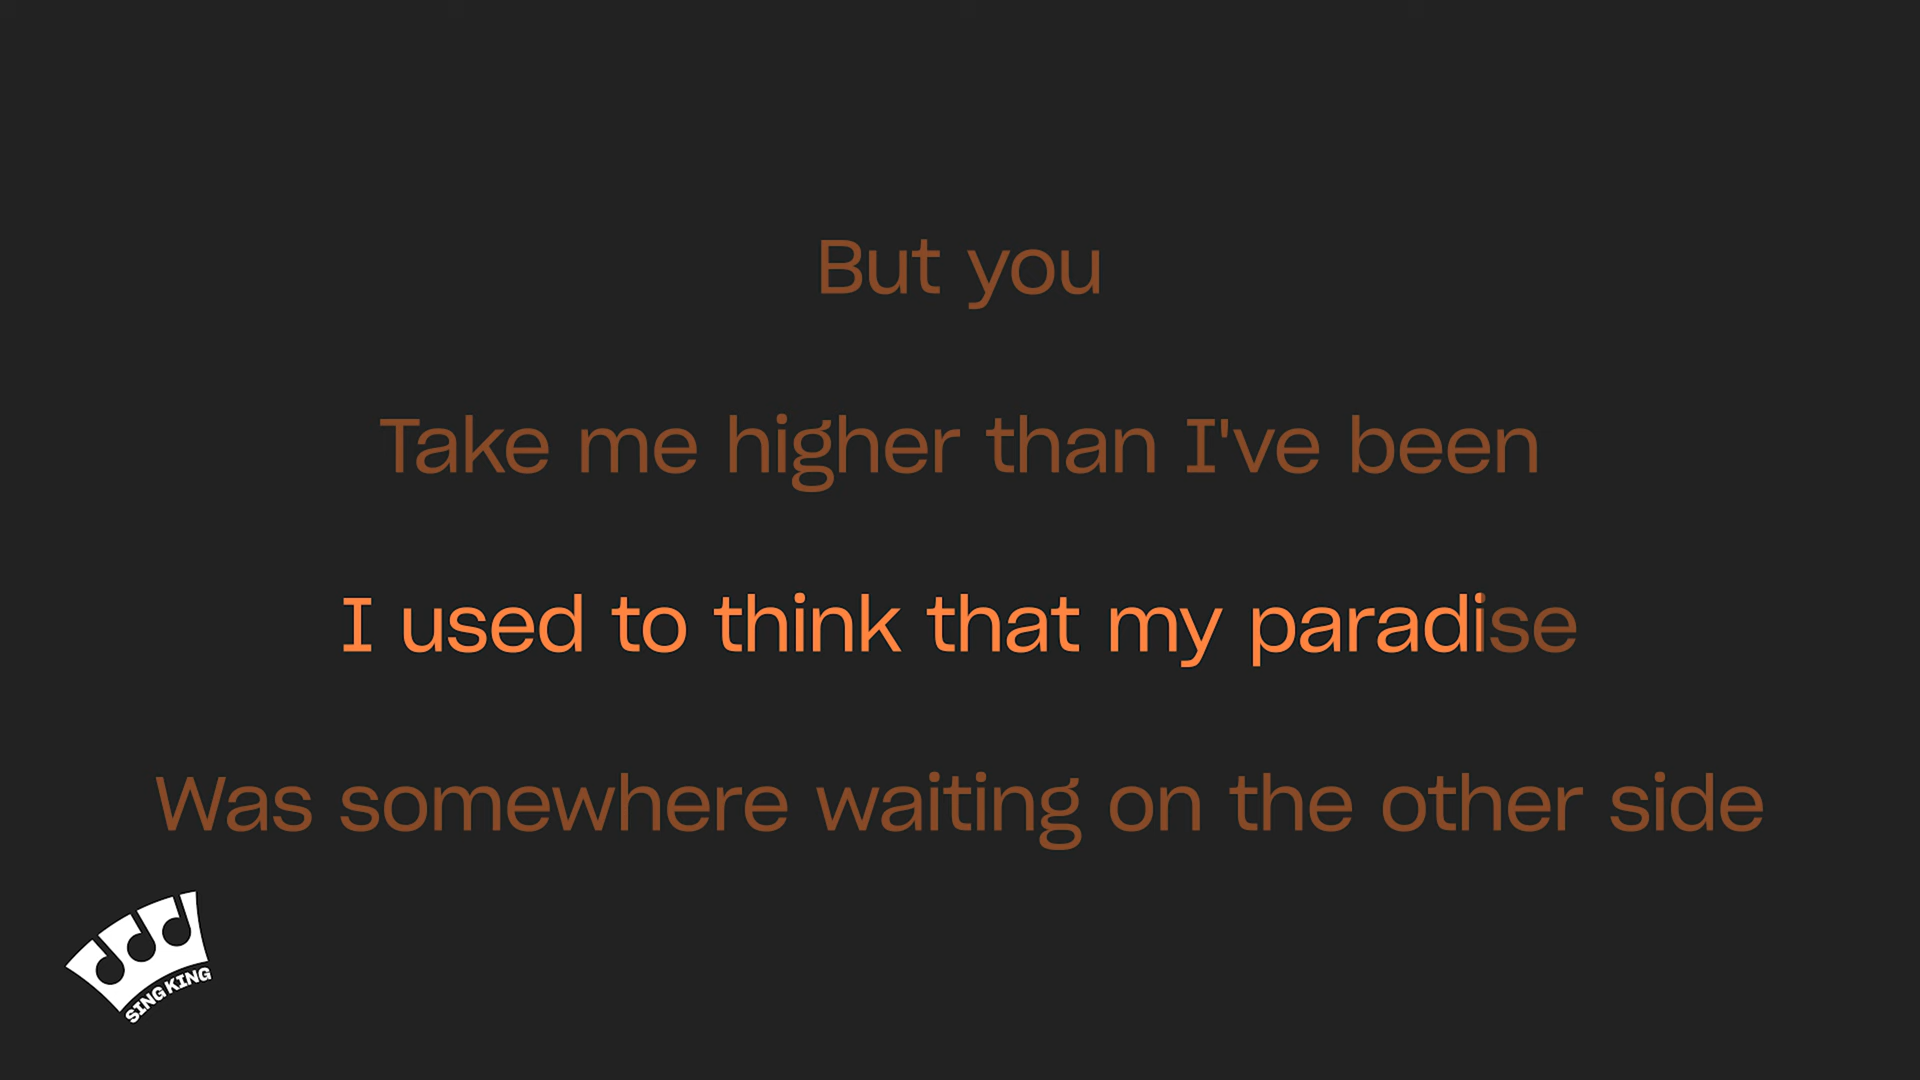 But you
Take me higher than I've been
I used to think that my paradise
Was somewhere waiting on the other side
SING KING